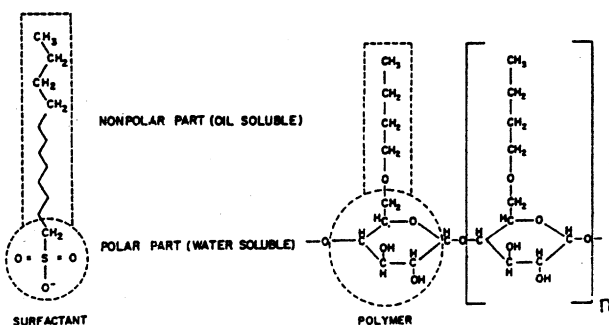 CH₃
CH₂
CH₂
CH₂
CH₂
O = S = O
O⁻
SURFACTANT
NONPOLAR PART (OIL SOLUBLE)
POLAR PART (WATER SOLUBLE)
CH₃
CH₂
CH₂
CH₂
CH₂
O
CH₂
HC
O
H
H
OH
H
H
OH
O
O
POLYMER
CH₃
CH₂
CH₂
CH₂
CH₂
O
CH₂
HC
O
H
H
OH
H
H
OH
O
n